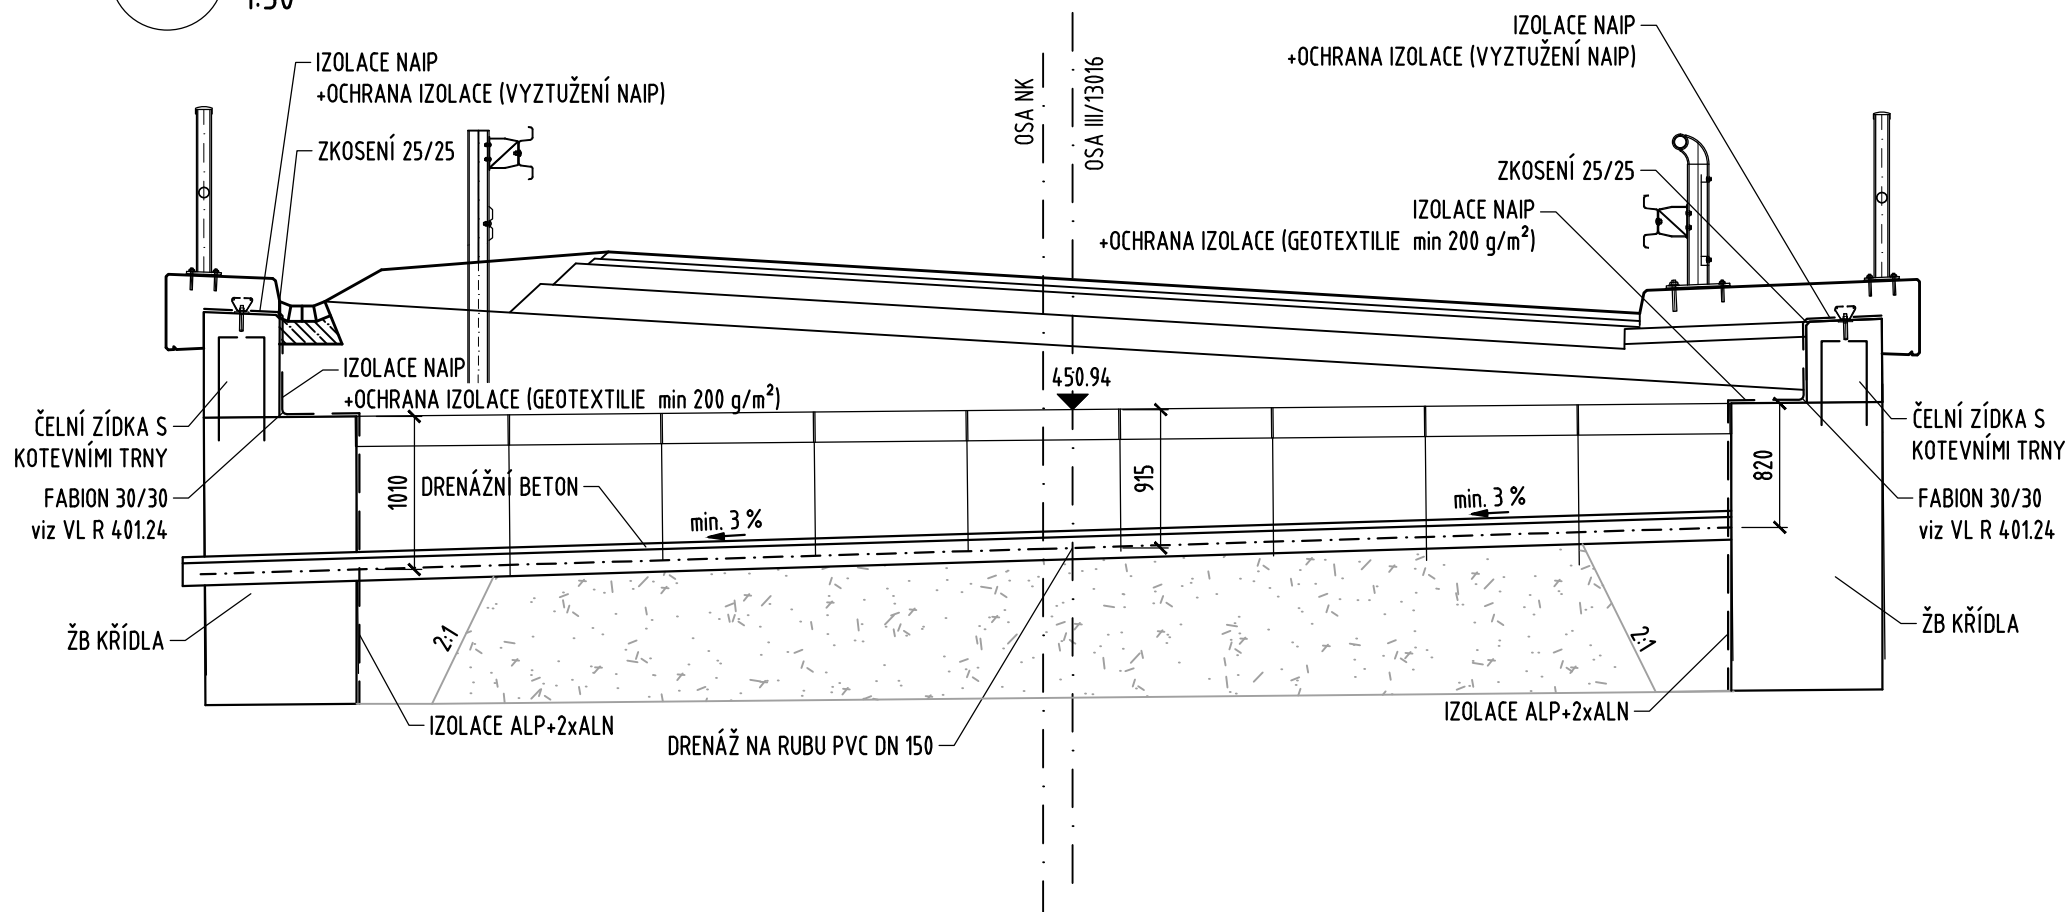 1:50
IZOLACE NAIP
+OCHRANA IZOLACE (VYZTUŽENÍ NAIP)
ZKOSENÍ 25/25
OSA NK
OSA III/13016
IZOLACE NAIP
+OCHRANA IZOLACE (VYZTUŽENÍ NAIP)
ZKOSENÍ 25/25
IZOLACE NAIP
+OCHRANA IZOLACE (GEOTEXTILIE min 200 g/m²)
IZOLACE NAIP
+OCHRANA IZOLACE (GEOTEXTILIE min 200 g/m²)
450.94
ČELNÍ ZÍDKA S
KOTEVNÍMI TRNY
FABION 30/30
viz VL R 401.24
1010
DRENÁŽNÍ BETON
min. 3 %
915
min. 3 %
820
ČELNÍ ZÍDKA S
KOTEVNÍMI TRNY
FABION 30/30
viz VL R 401.24
ŽB KŘÍDLA
2:1
2:1
ŽB KŘÍDLA
IZOLACE ALP+2xALN
DRENÁŽ NA RUBU PVC DN 150
IZOLACE ALP+2xALN